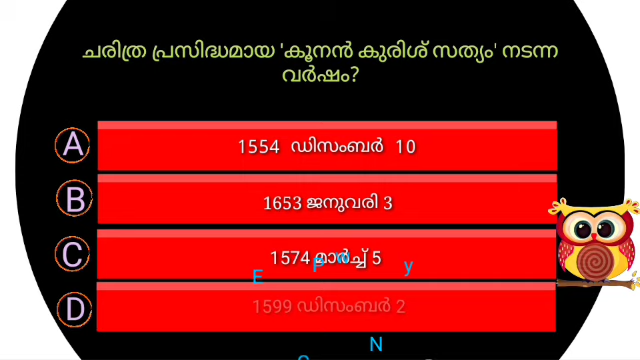 ചരിത്ര പ്രസിദ്ധമായ 'കൂനൻ കുരിശ് സത്യം' നടന്ന
വർഷം?
A
1554 ഡിസംബർ 10
B
1653 ജനുവരി 3
C
1574 മാർച്ച് 5
E
y
D
1599 ഡിസംബർ 2
N